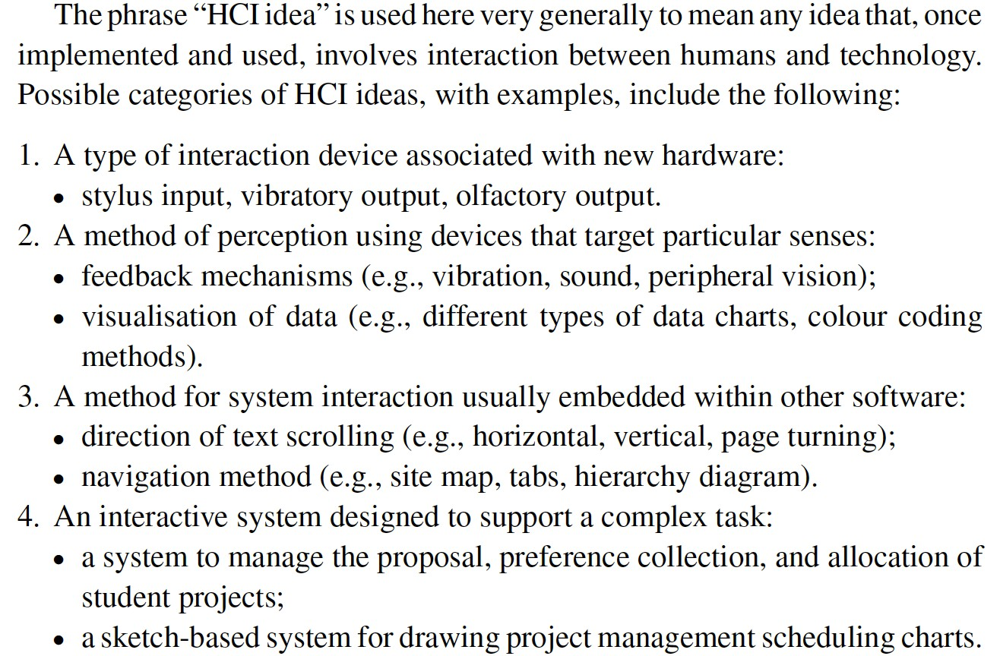 The phrase “HCI idea” is used here very generally to mean any idea that, once
implemented and used, involves interaction between humans and technology.
Possible categories of HCI ideas, with examples, include the following:
1. A type of interaction device associated with new hardware:
• stylus input, vibratory output, olfactory output.
2. A method of perception using devices that target particular senses:
• feedback mechanisms (e.g., vibration, sound, peripheral vision);
• visualisation of data (e.g., different types of data charts, colour coding
methods).
3. A method for system interaction usually embedded within other software:
• direction of text scrolling (e.g., horizontal, vertical, page turning);
• navigation method (e.g., site map, tabs, hierarchy diagram).
4. An interactive system designed to support a complex task:
• a system to manage the proposal, preference collection, and allocation of
student projects;
• a sketch-based system for drawing project management scheduling charts.